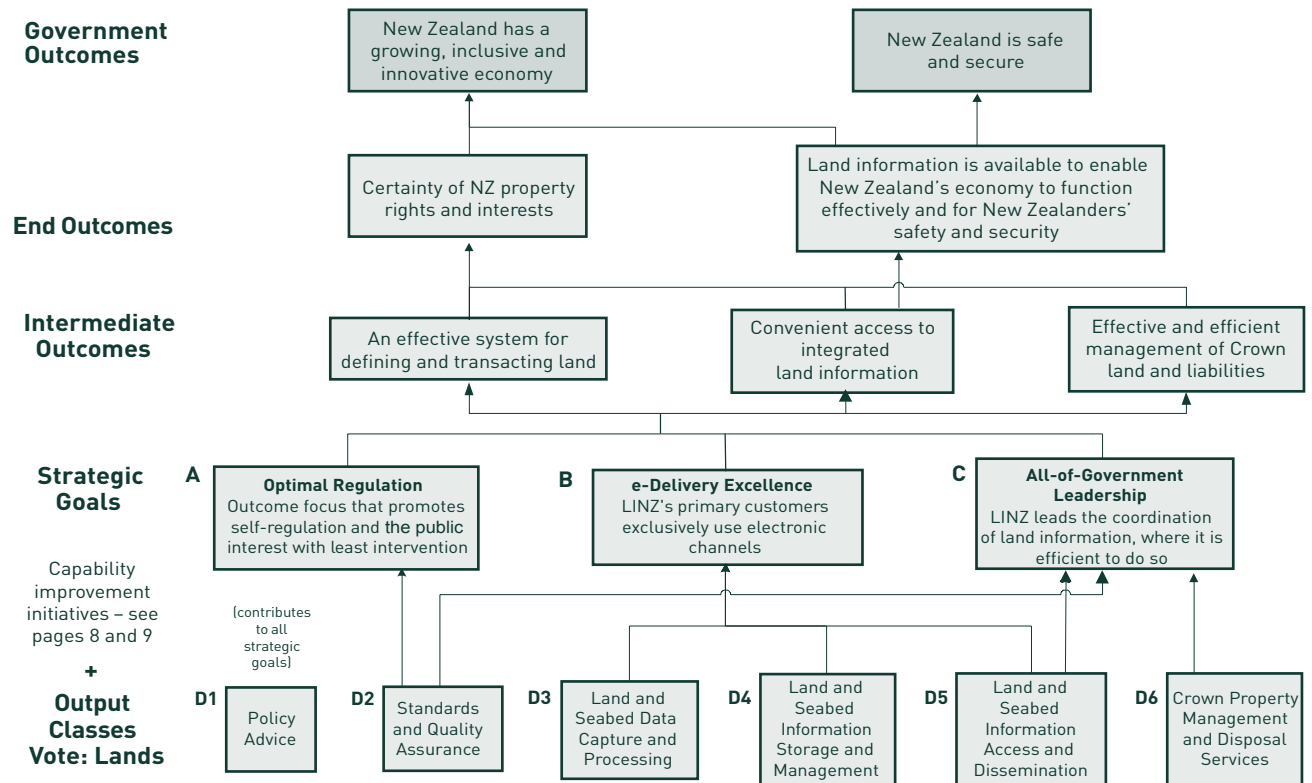 Government
Outcomes
New Zealand has a
growing, inclusive and
innovative economy
New Zealand is safe
and secure
End Outcomes
Certainty of NZ property
rights and interests
Land information is available to enable
New Zealand's economy to function
effectively and for New Zealanders'
safety and security
Intermediate
Outcomes
An effective system for
defining and transacting land
Convenient access to
integrated
land information
Effective and efficient
management of Crown
land and liabilities
Strategic
Goals
A
Optimal Regulation
Outcome focus that promotes
self-regulation and the public
interest with least intervention
B
e-Delivery Excellence
LINZ's primary customers
exclusively use electronic
channels
C
All-of-Government
Leadership
LINZ leads the coordination
of land information, where it is
efficient to do so
Capability
improvement
initiatives – see
pages 8 and 9
+
(contributes
to all
strategic
goals)
Output
Classes
Vote: Lands
D1
Policy
Advice
D2
Standards
and Quality
Assurance
D3
Land and
Seabed Data
Capture and
Processing
D4
Land and
Seabed
Information
Storage and
Management
D5
Land and
Seabed
Information
Access and
Dissemination
D6
Crown Property
Management
and Disposal
Services